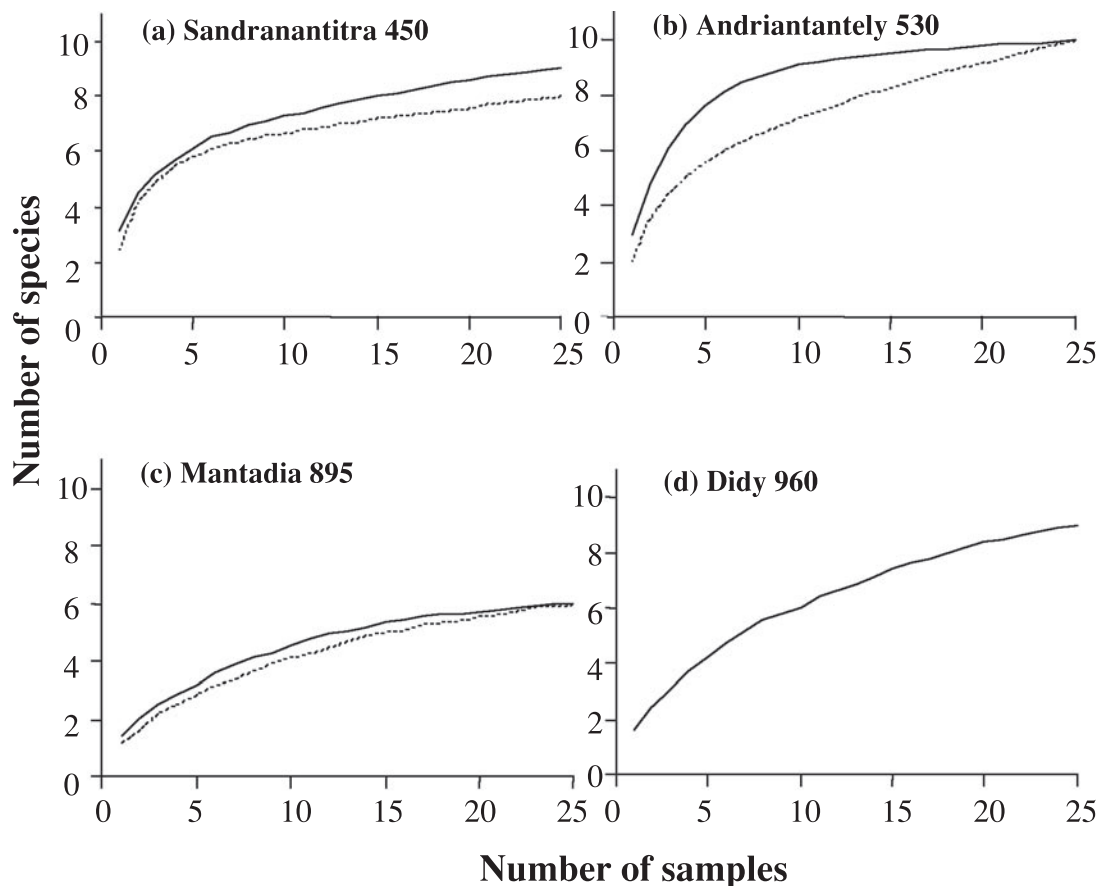 (a) Sandranantitra 450
10
8
6
4
2
0
0 5 10 15 20 25
(b) Andriantantely 530
10
8
6
4
2
0
0 5 10 15 20 25
Number of species
(c) Mantadia 895
10
8
6
4
2
0
0 5 10 15 20 25
(d) Didy 960
10
8
6
4
2
0
0 5 10 15 20 25
Number of samples